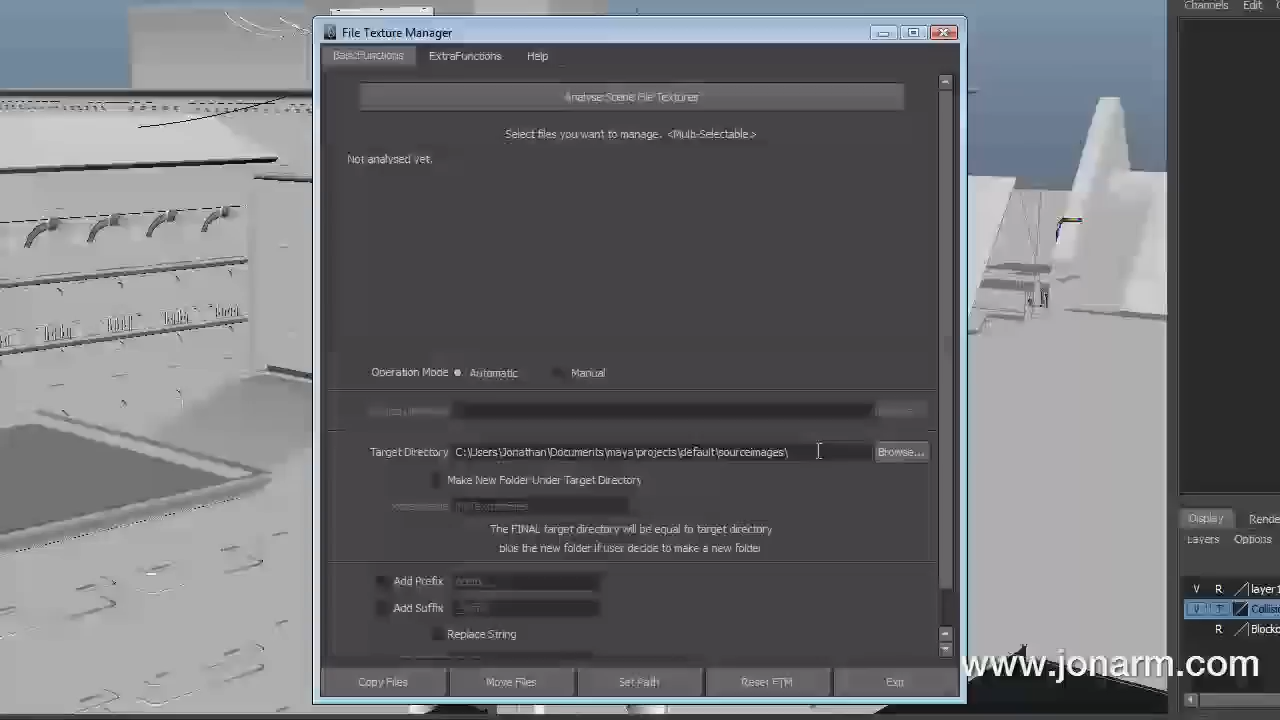 File Texture Manager
BasicFunctions ExtraFunctions Help
Analyse Scene File Textures
Select files you want to manage. <Multi-Selectable.>
Not analysed yet.
Operation Mode Automatic Manual
Target Directory C:\Users\Jonathan\Documents\maya\projects\default\sourceimages\ Browse...
Make New Folder Under Target Directory
The FINAL target directory will be equal to target directory
plus the new folder if user decide to make a new folder
Add Prefix
Add Suffix
Replace String
Copy Files Move Files Set Path Reset FTM Exit
Channels Edit
Display Rende
Layers Options
V R layer1
V T Collisi
R Blocko
www.jonarm.com